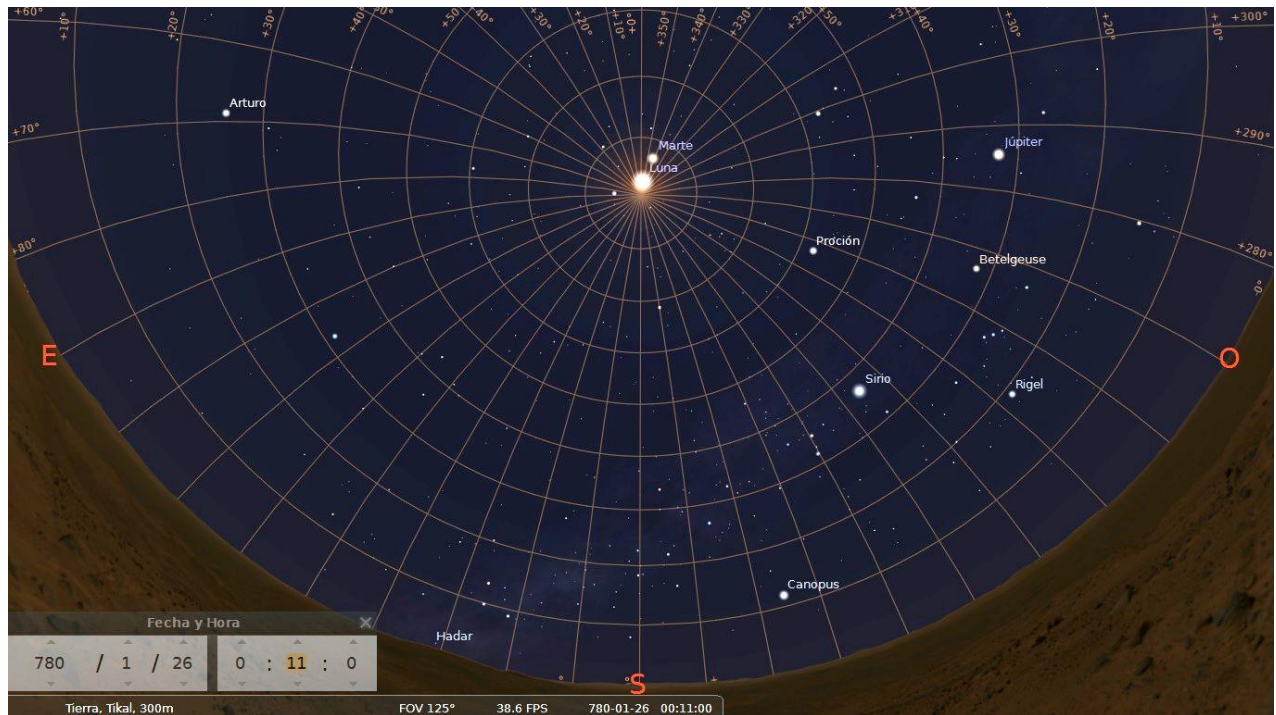 +60° +10° +20° +30° +50° +40° +30° +20° +10° +0° +350° +340° +330° +320° +50° +310° +40° +30° +20° +10° +300°
Arturo
+70°
+290°
Marte
Júpiter
Luna
+80°
Proción
+280°
Betelgeuse
-0°
E
O
Sirio
Rigel
Canopus
Fecha y Hora
Hadar
780 / 1 / 26 0 : 11 : 0
S
Tierra, Tikal, 300m FOV 125° 38.6 FPS 780-01-26 00:11:00